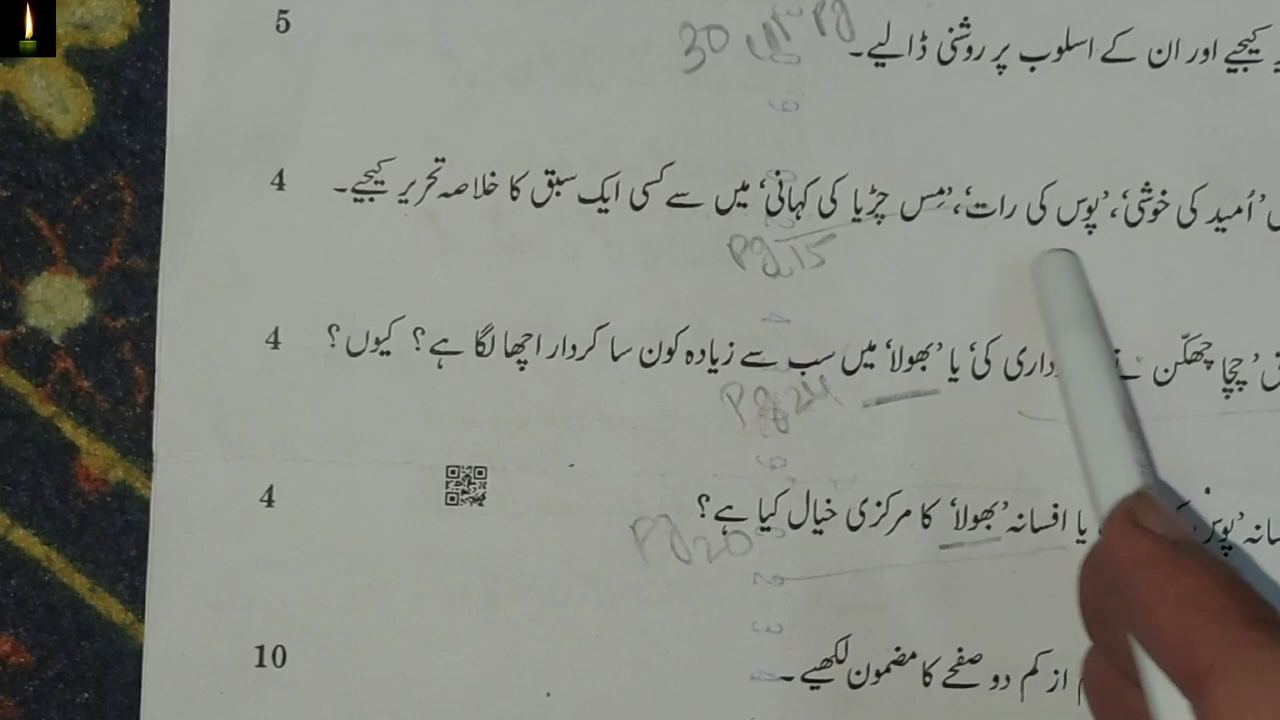 کیجیے اور ان کے اسلوب پر روشنی ڈالیے۔ 5
Pg 30
'اُمید کی خوشی'، 'پوس کی رات'، 'مِس چڑیا کی کہانی' میں سے کسی ایک سبق کا خلاصہ تحریر کیجیے۔ 4
Pg 15
'چچا چھکّن نے داری کی' یا 'بھولا' میں سب سے زیادہ کون سا کردار اچھا لگا ہے؟ کیوں؟ 4
Pg 24
'پوس یا افسانہ 'بھولا' کا مرکزی خیال کیا ہے؟ 4
Pg 20
از کم دو صفحے کا مضمون لکھیے۔ 10